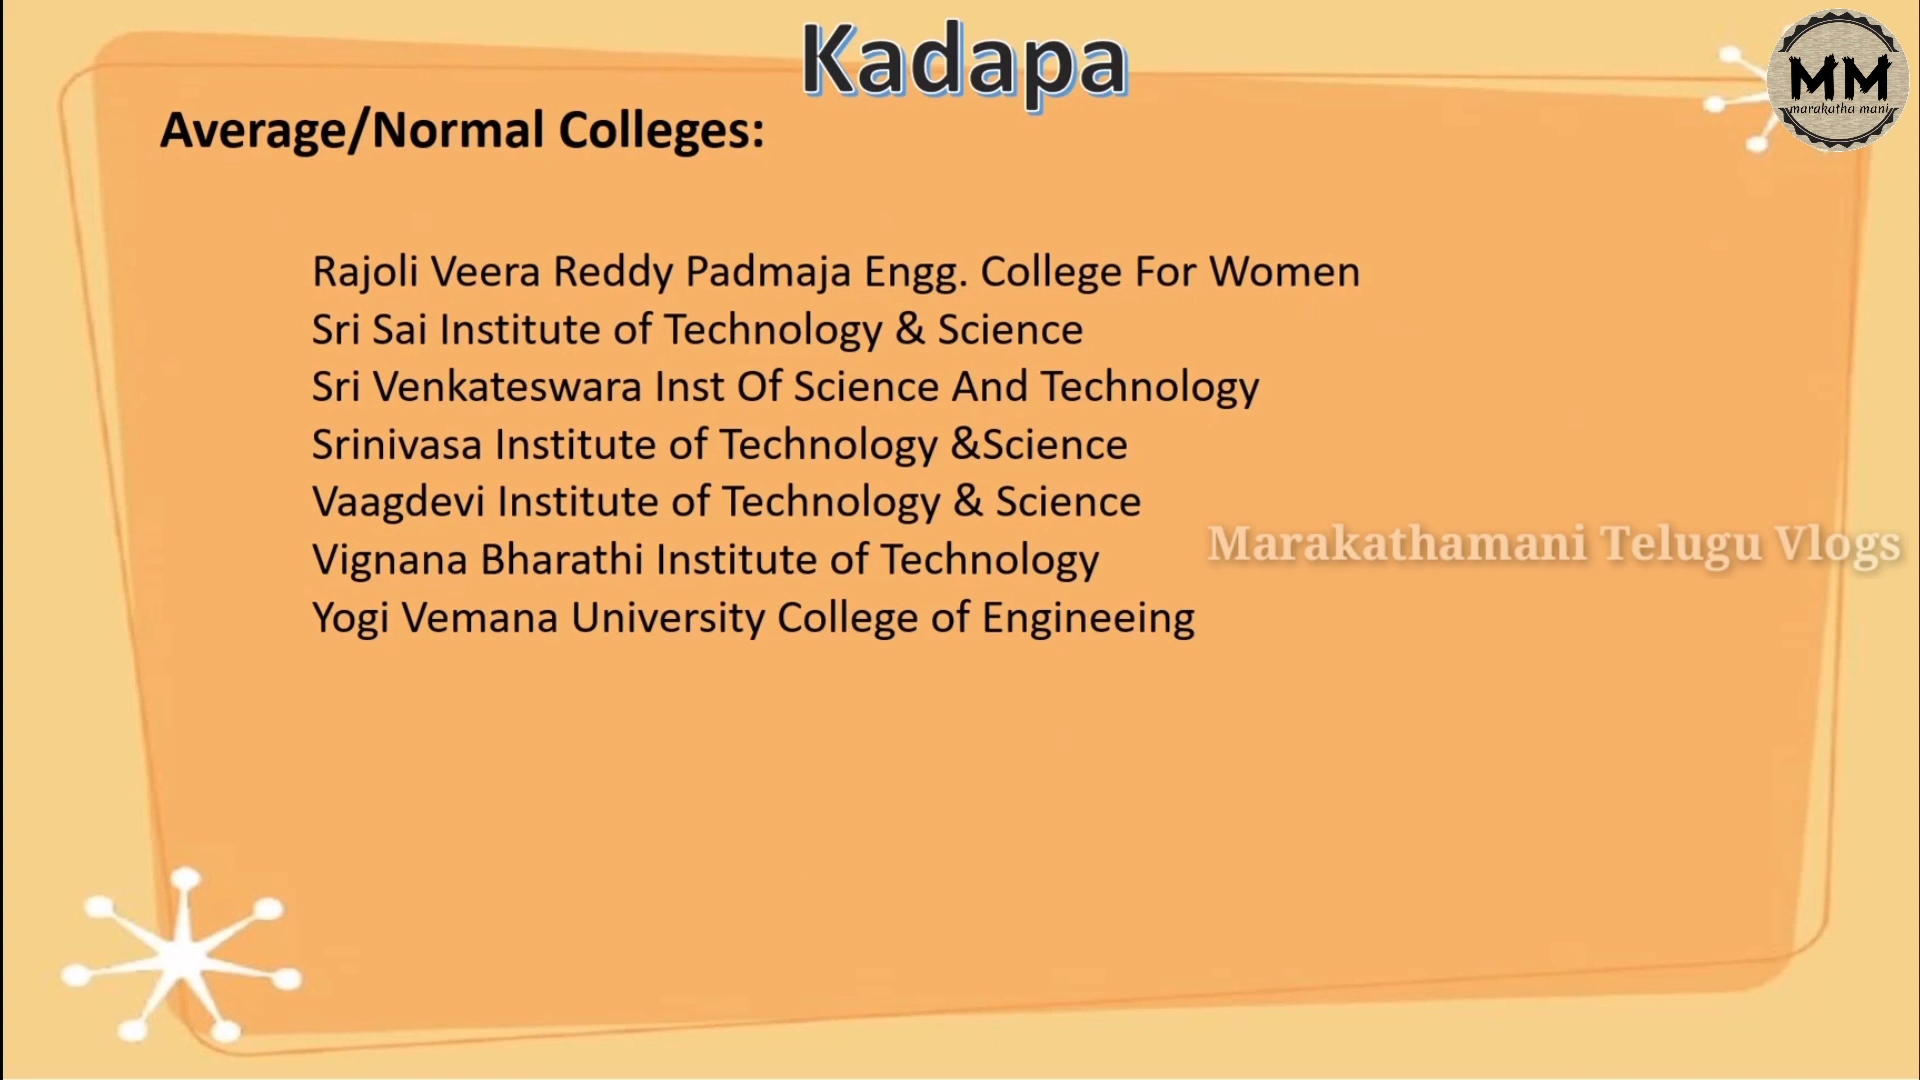 Kadapa
MM
marakatha mani
Average/Normal Colleges:
Rajoli Veera Reddy Padmaja Engg. College For Women
Sri Sai Institute of Technology & Science
Sri Venkateswara Inst Of Science And Technology
Srinivasa Institute of Technology &Science
Vaagdevi Institute of Technology & Science
Marakathamani Telugu Vlogs
Vignana Bharathi Institute of Technology
Yogi Vemana University College of Engineeing